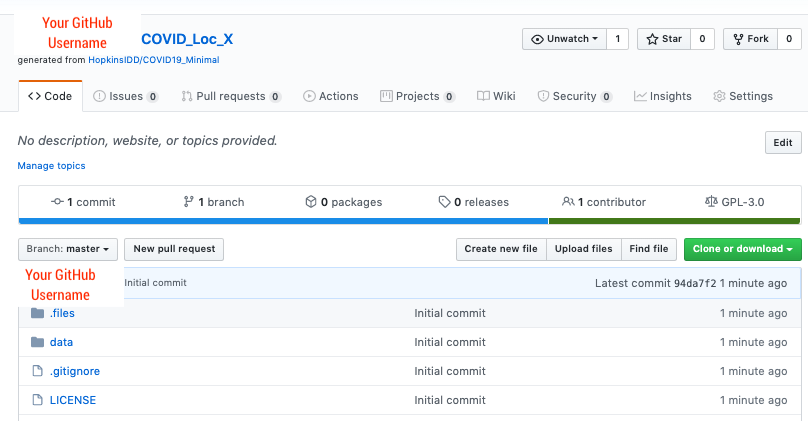 Your GitHub
Username
COVID_Loc_X
Unwatch 1 Star 0 Fork 0
generated from HopkinsIDD/COVID19_Minimal
Code Issues 0 Pull requests 0 Actions Projects 0 Wiki Security 0 Insights Settings
No description, website, or topics provided.
Edit
Manage topics
1 commit 1 branch 0 packages 0 releases 1 contributor GPL-3.0
Branch: master New pull request Create new file Upload files Find file Clone or download
Your GitHub
Username
Initial commit Latest commit 94da7f2 1 minute ago
.files Initial commit 1 minute ago
data Initial commit 1 minute ago
.gitignore Initial commit 1 minute ago
LICENSE Initial commit 1 minute ago